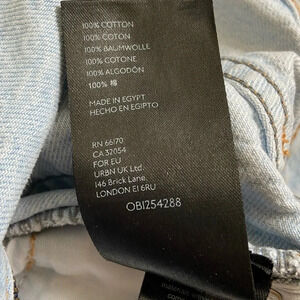 100% COTTON
100% COTON
100% BAUMWOLLE
100% COTONE
100% ALGODÓN
100% 棉
MADE IN EGYPT
HECHO EN EGIPTO
RN 66170
CA 32054
FOR EU
URBN UK Ltd.
146 Brick Lane.
LONDON E1 6RU
OB1254288